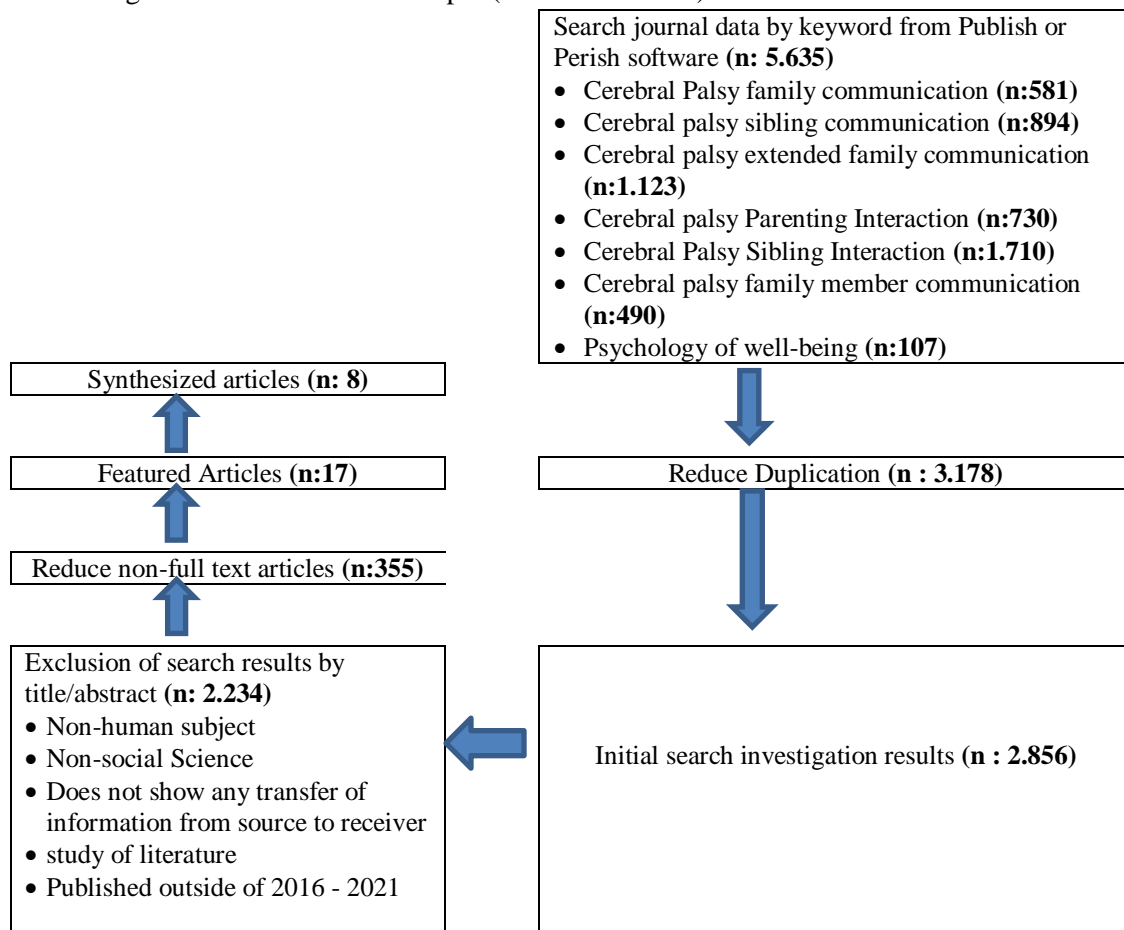 Search journal data by keyword from Publish or
Perish software (n: 5.635)
• Cerebral Palsy family communication (n:581)
• Cerebral palsy sibling communication (n:894)
• Cerebral palsy extended family communication
(n:1.123)
• Cerebral palsy Parenting Interaction (n:730)
• Cerebral Palsy Sibling Interaction (n:1.710)
• Cerebral palsy family member communication
(n:490)
• Psychology of well-being (n:107)
Synthesized articles (n: 8)
Featured Articles (n:17)
Reduce Duplication (n : 3.178)
Reduce non-full text articles (n:355)
Exclusion of search results by
title/abstract (n: 2.234)
• Non-human subject
• Non-social Science
• Does not show any transfer of
information from source to receiver
• study of literature
• Published outside of 2016 - 2021
Initial search investigation results (n : 2.856)